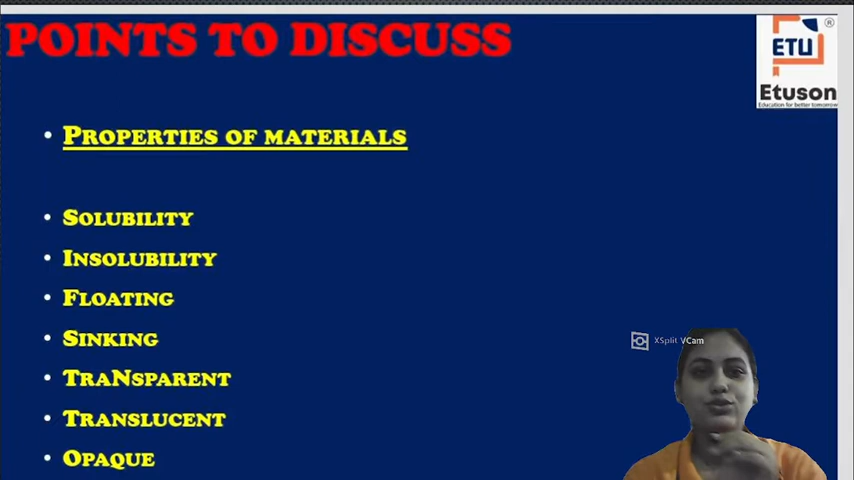 POINTS TO DISCUSS
ETU
®
Etuson
Education for better tomorrow
• PROPERTIES OF MATERIALS
• SOLUBILITY
• INSOLUBILITY
• FLOATING
• SINKING
XSplit VCam
• TRANSPARENT
• TRANSLUCENT
• OPAQUE